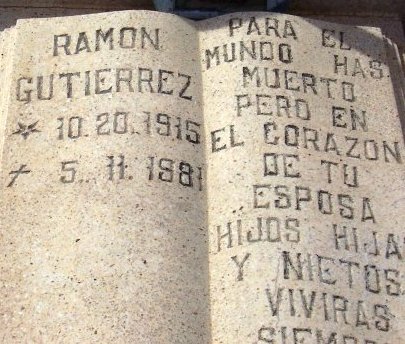 RAMON
GUTIERREZ
10.20.1915
5.11.1981
PARA EL
MUNDO HAS
MUERTO
PERO EN
EL CORAZON
DE TU
ESPOSA
HIJOS HIJAS
Y NIETOS
VIVIRAS